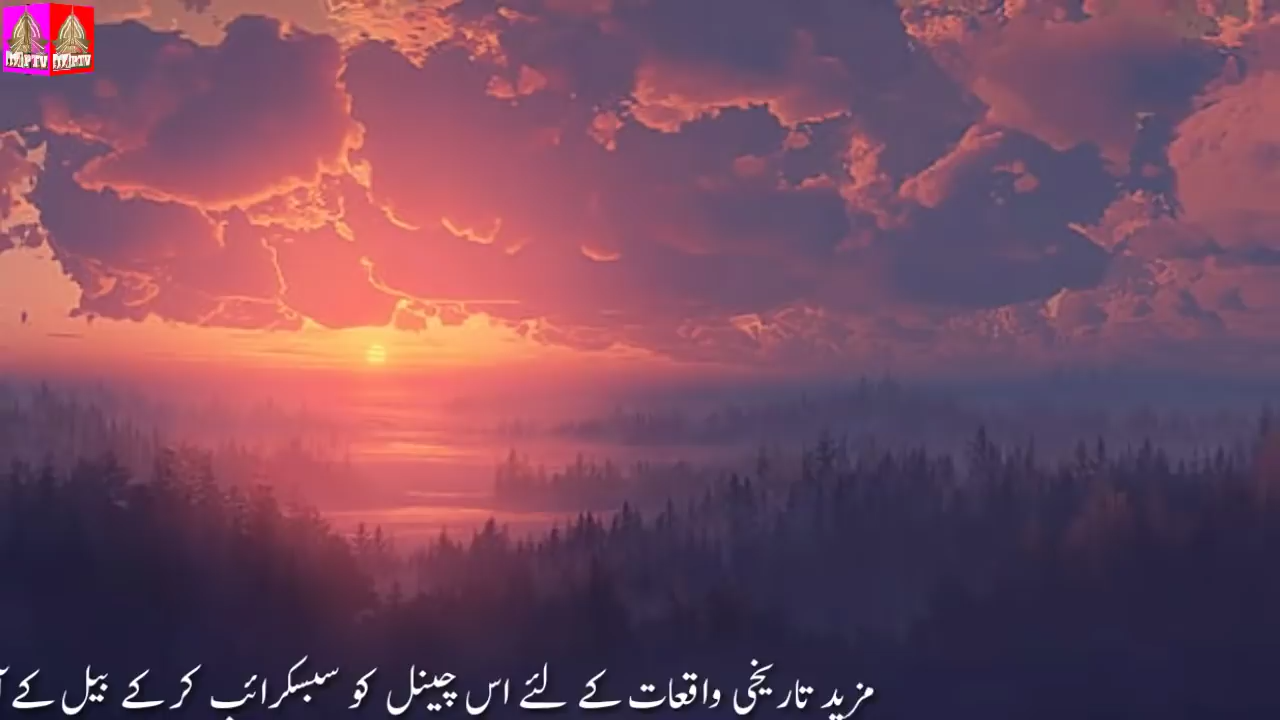 مزید تاریخی واقعات کے لئے اس چینل کو سبسکرائب کر کے بیل کے